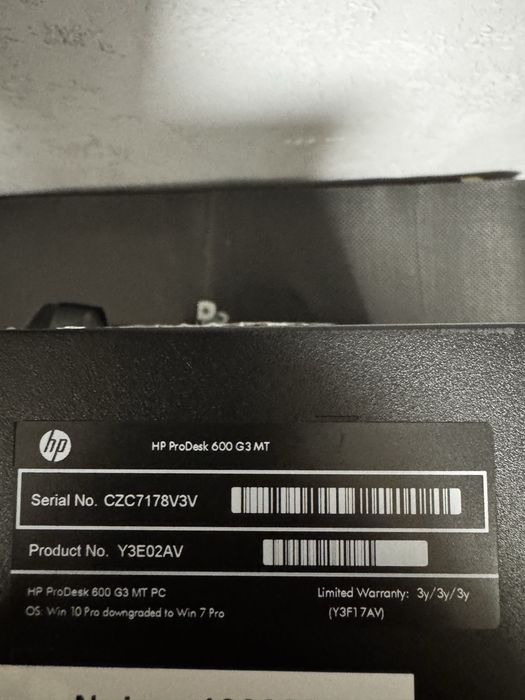 hp
HP ProDesk 600 G3 MT
Serial No. CZC7178V3V
Product No. Y3E02AV
HP ProDesk 600 G3 MT PC
Limited Warranty: 3y/3y/3y
OS: Win 10 Pro downgraded to Win 7 Pro
(Y3F17AV)